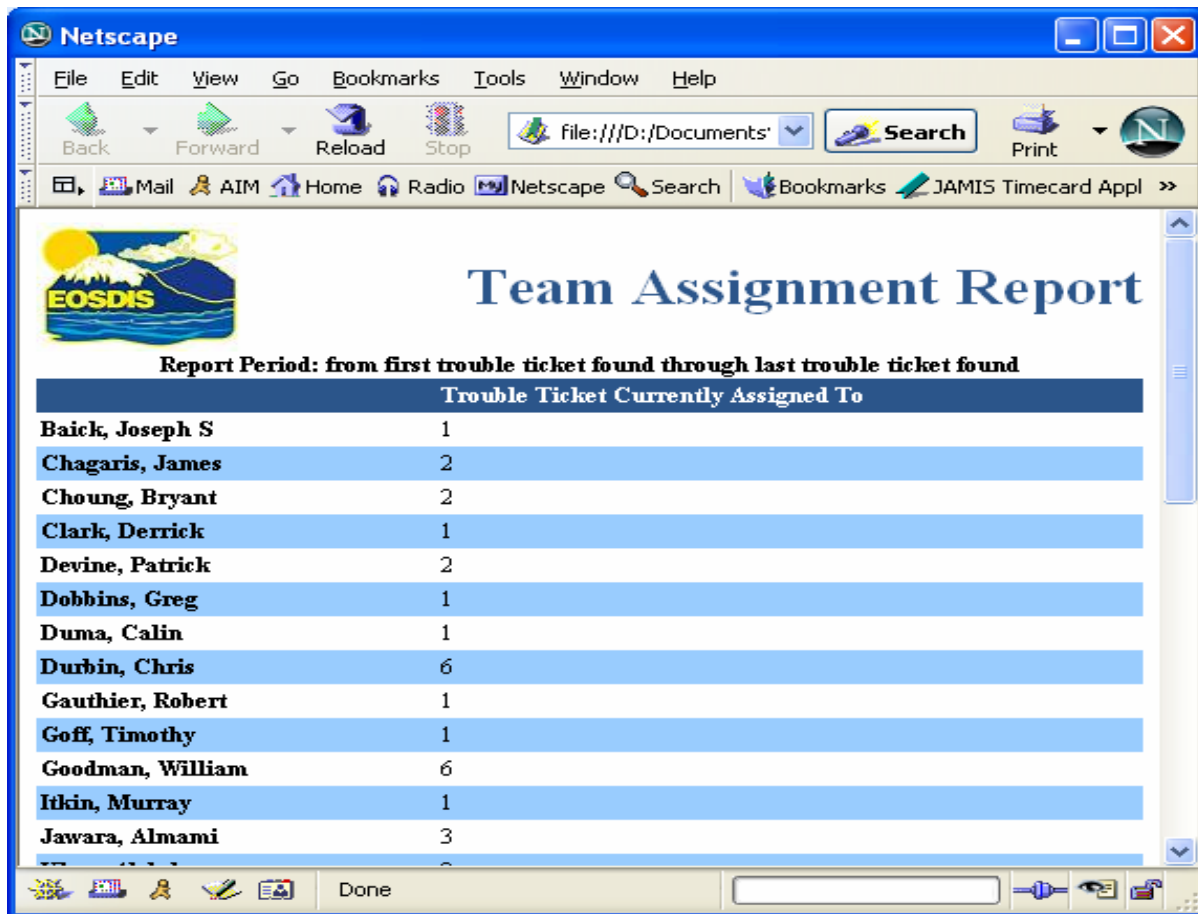 Netscape
File Edit View Go Bookmarks Tools Window Help
Back Forward Reload Stop file:///D:/Documents' Search Print N
Mail AIM Home Radio My Netscape Search Bookmarks JAMIS Timecard Appl »
EOSDIS
Team Assignment Report
Report Period: from first trouble ticket found through last trouble ticket found
Trouble Ticket Currently Assigned To
Baick, Joseph S 1
Chagaris, James 2
Choung, Bryant 2
Clark, Derrick 1
Devine, Patrick 2
Dobbins, Greg 1
Duma, Calin 1
Durbin, Chris 6
Gauthier, Robert 1
Goff, Timothy 1
Goodman, William 6
Itkin, Murray 1
Jawara, Almami 3
Done